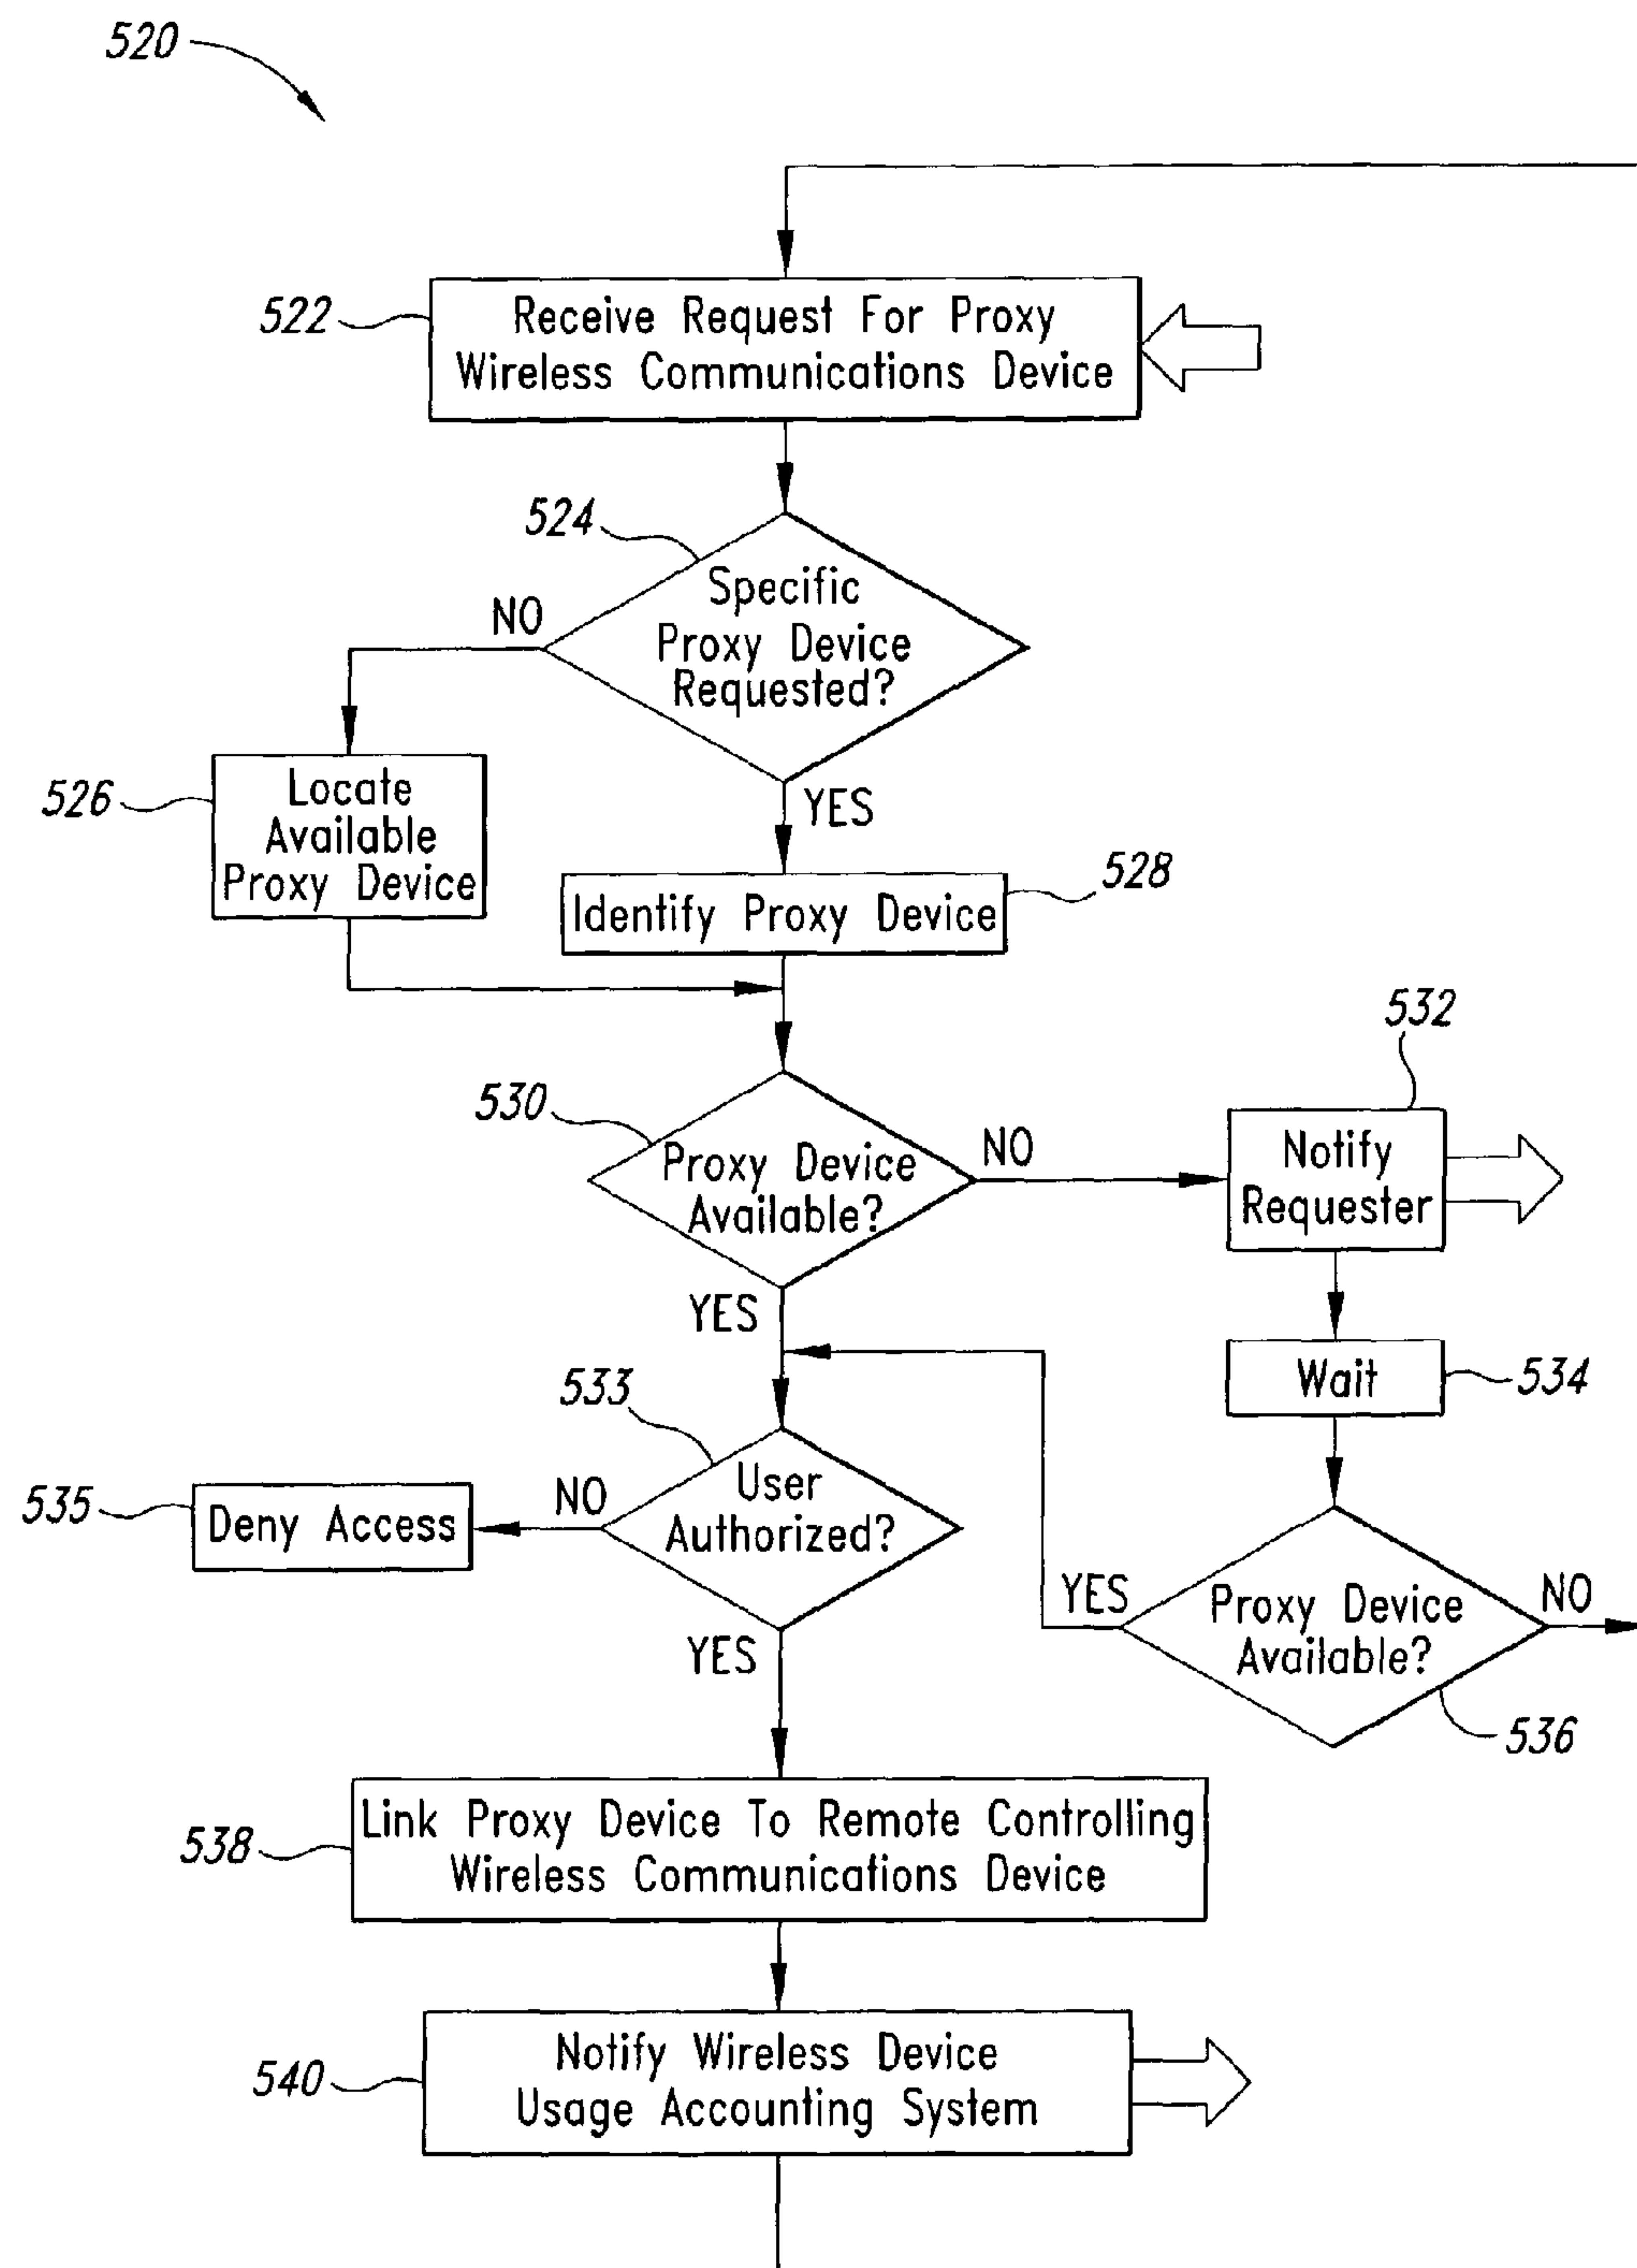 520
522
Receive Request For Proxy
Wireless Communications Device
524
Specific
Proxy Device
Requested?
NO
YES
526
Locate
Available
Proxy Device
528
Identify Proxy Device
530
Proxy Device
Available?
NO
YES
532
Notify
Requester
Wait
534
533
User
Authorized?
NO
YES
535
Deny Access
Proxy Device
Available?
YES
NO
536
538
Link Proxy Device To Remote Controlling
Wireless Communications Device
540
Notify Wireless Device
Usage Accounting System